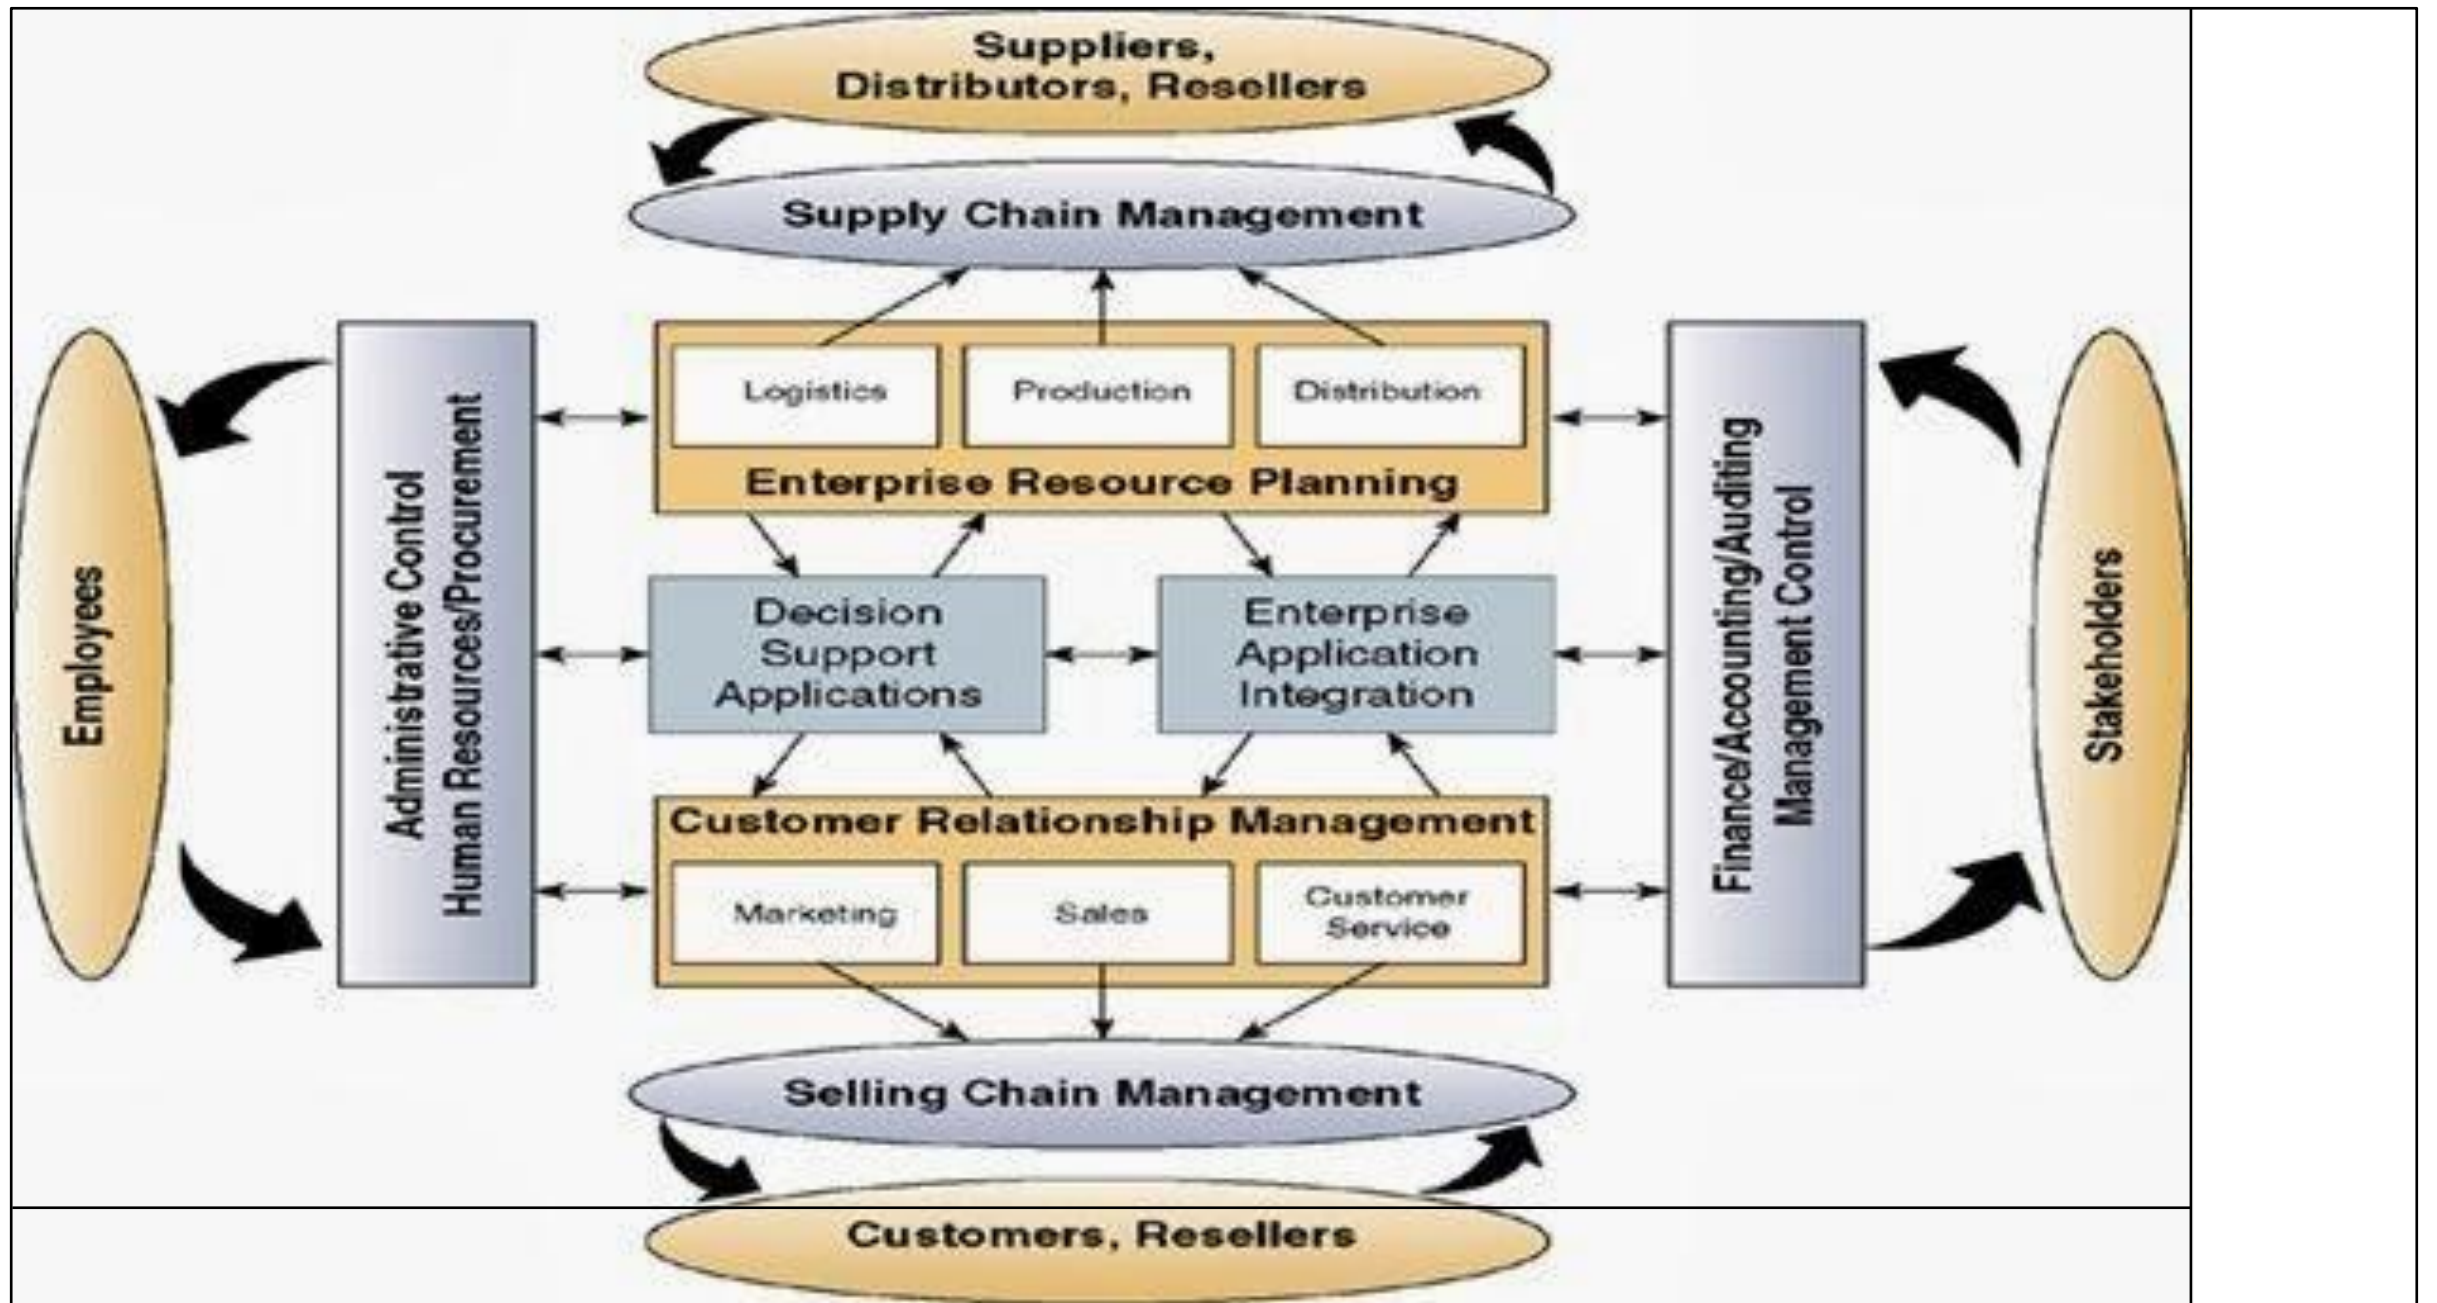 Suppliers,
Distributors, Resellers
Supply Chain Management
Employees
Administrative Control
Human Resources/Procurement
Logistics
Production
Distribution
Enterprise Resource Planning
Decision
Support
Applications
Enterprise
Application
Integration
Customer Relationship Management
Marketing
Sales
Customer
Service
Finance/Accounting/Auditing
Management Control
Stakeholders
Selling Chain Management
Customers, Resellers